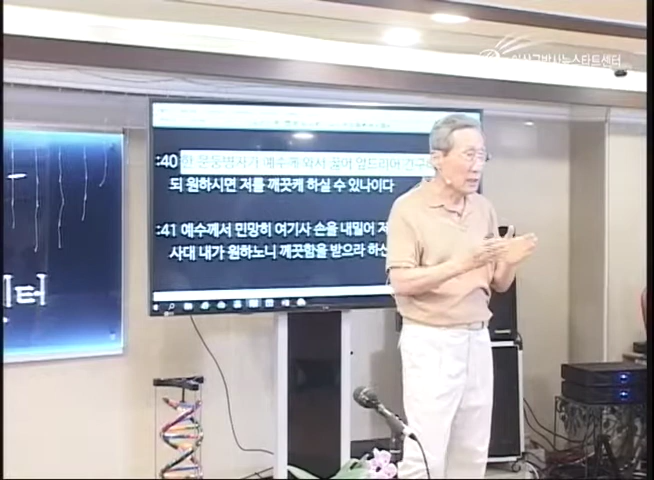 이상구박사뉴스타트센터
:40 한 문둥병자가 예수께 와서 꿇어 엎드리어 간구
되 원하시면 저를 깨끗케 하실 수 있나이다
:41 예수께서 민망히 여기사 손을 내밀어 저
사대 내가 원하노니 깨끗함을 받으라 하신
센터